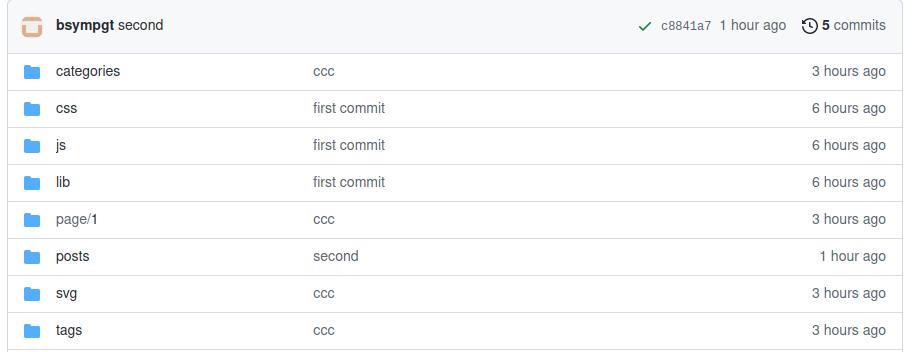 bsympgt second c8841a7 1 hour ago 5 commits
categories ccc 3 hours ago
css first commit 6 hours ago
js first commit 6 hours ago
lib first commit 6 hours ago
page/1 ccc 3 hours ago
posts second 1 hour ago
svg ccc 3 hours ago
tags ccc 3 hours ago